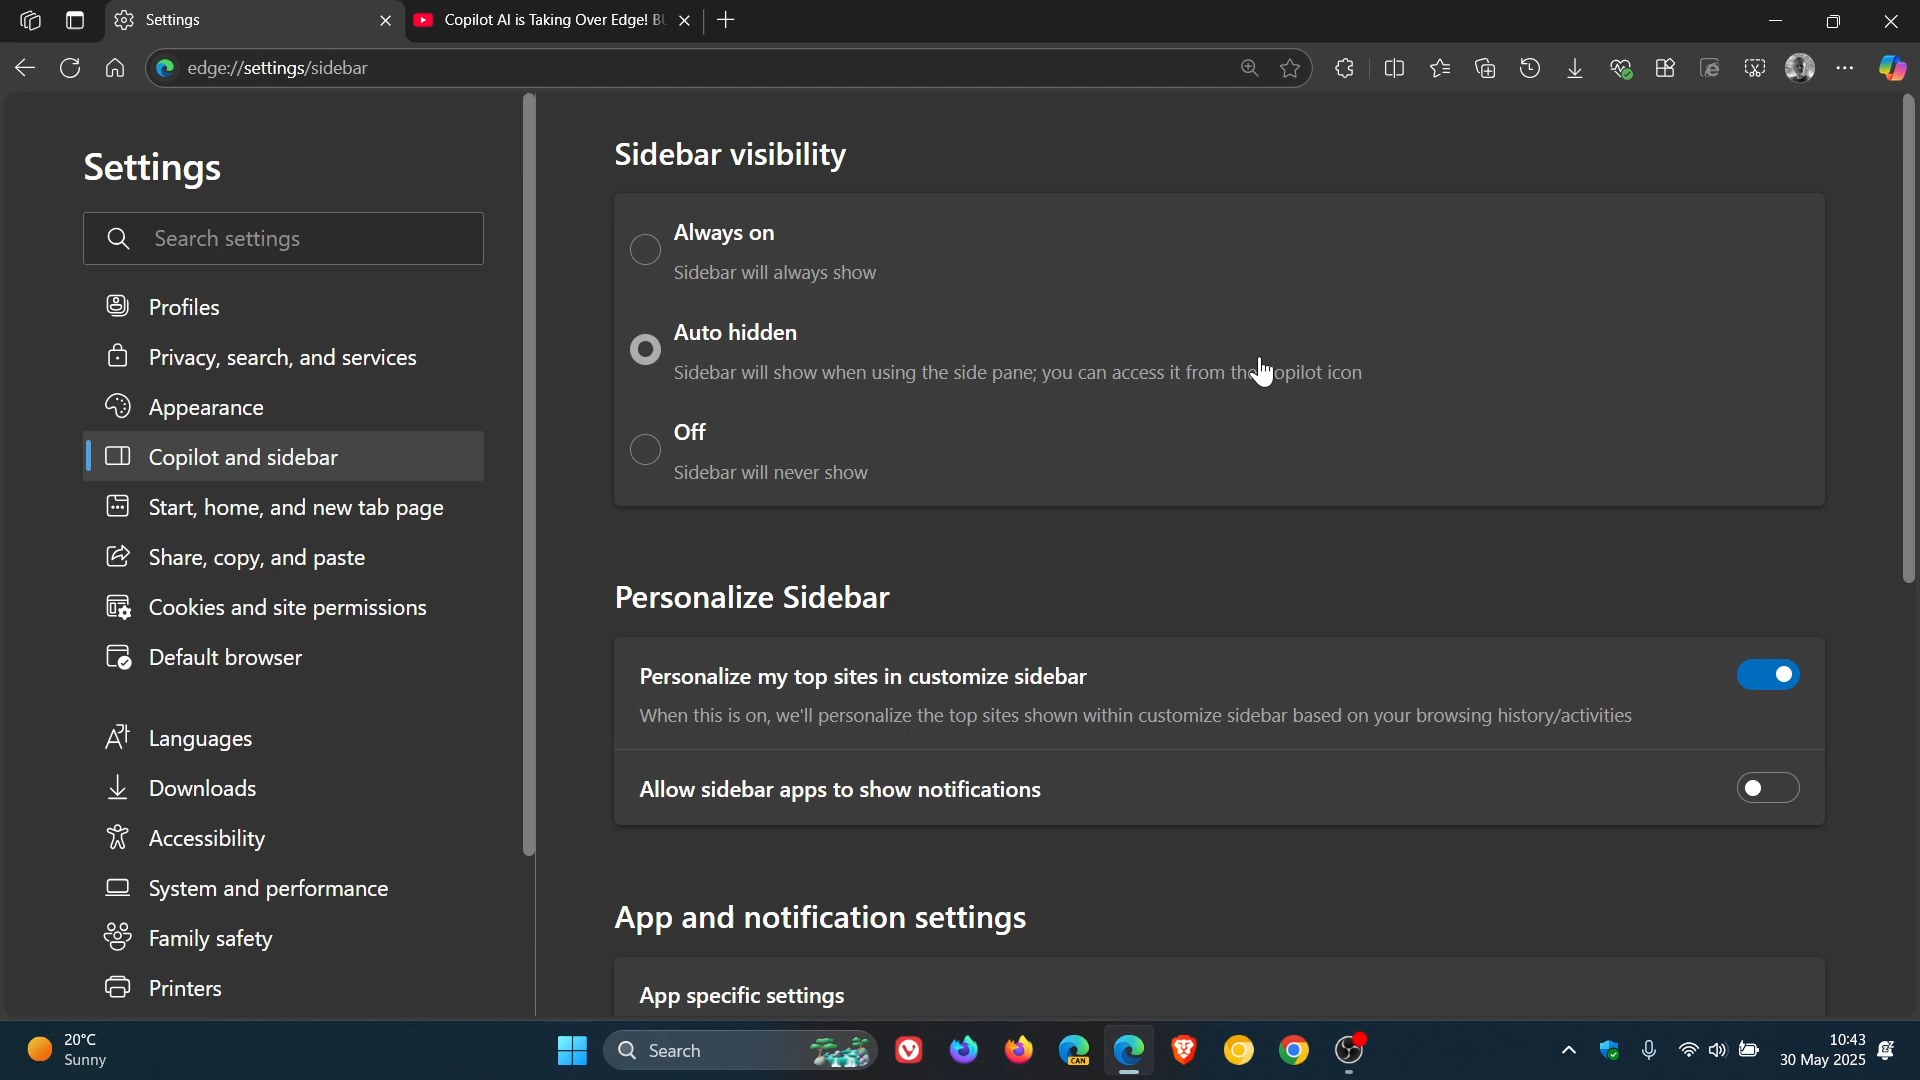 Settings
Copilot AI is Taking Over Edge!
edge://settings/sidebar
Settings
Search settings
Profiles
Privacy, search, and services
Appearance
Copilot and sidebar
Start, home, and new tab page
Share, copy, and paste
Cookies and site permissions
Default browser
Languages
Downloads
Accessibility
System and performance
Family safety
Printers
Sidebar visibility
Always on
Sidebar will always show
Auto hidden
Sidebar will show when using the side pane; you can access it from the opilot icon
Off
Sidebar will never show
Personalize Sidebar
Personalize my top sites in customize sidebar
When this is on, we'll personalize the top sites shown within customize sidebar based on your browsing history/activities
Allow sidebar apps to show notifications
App and notification settings
App specific settings
20°C
Sunny
Search
CAN
10:43
30 May 2025